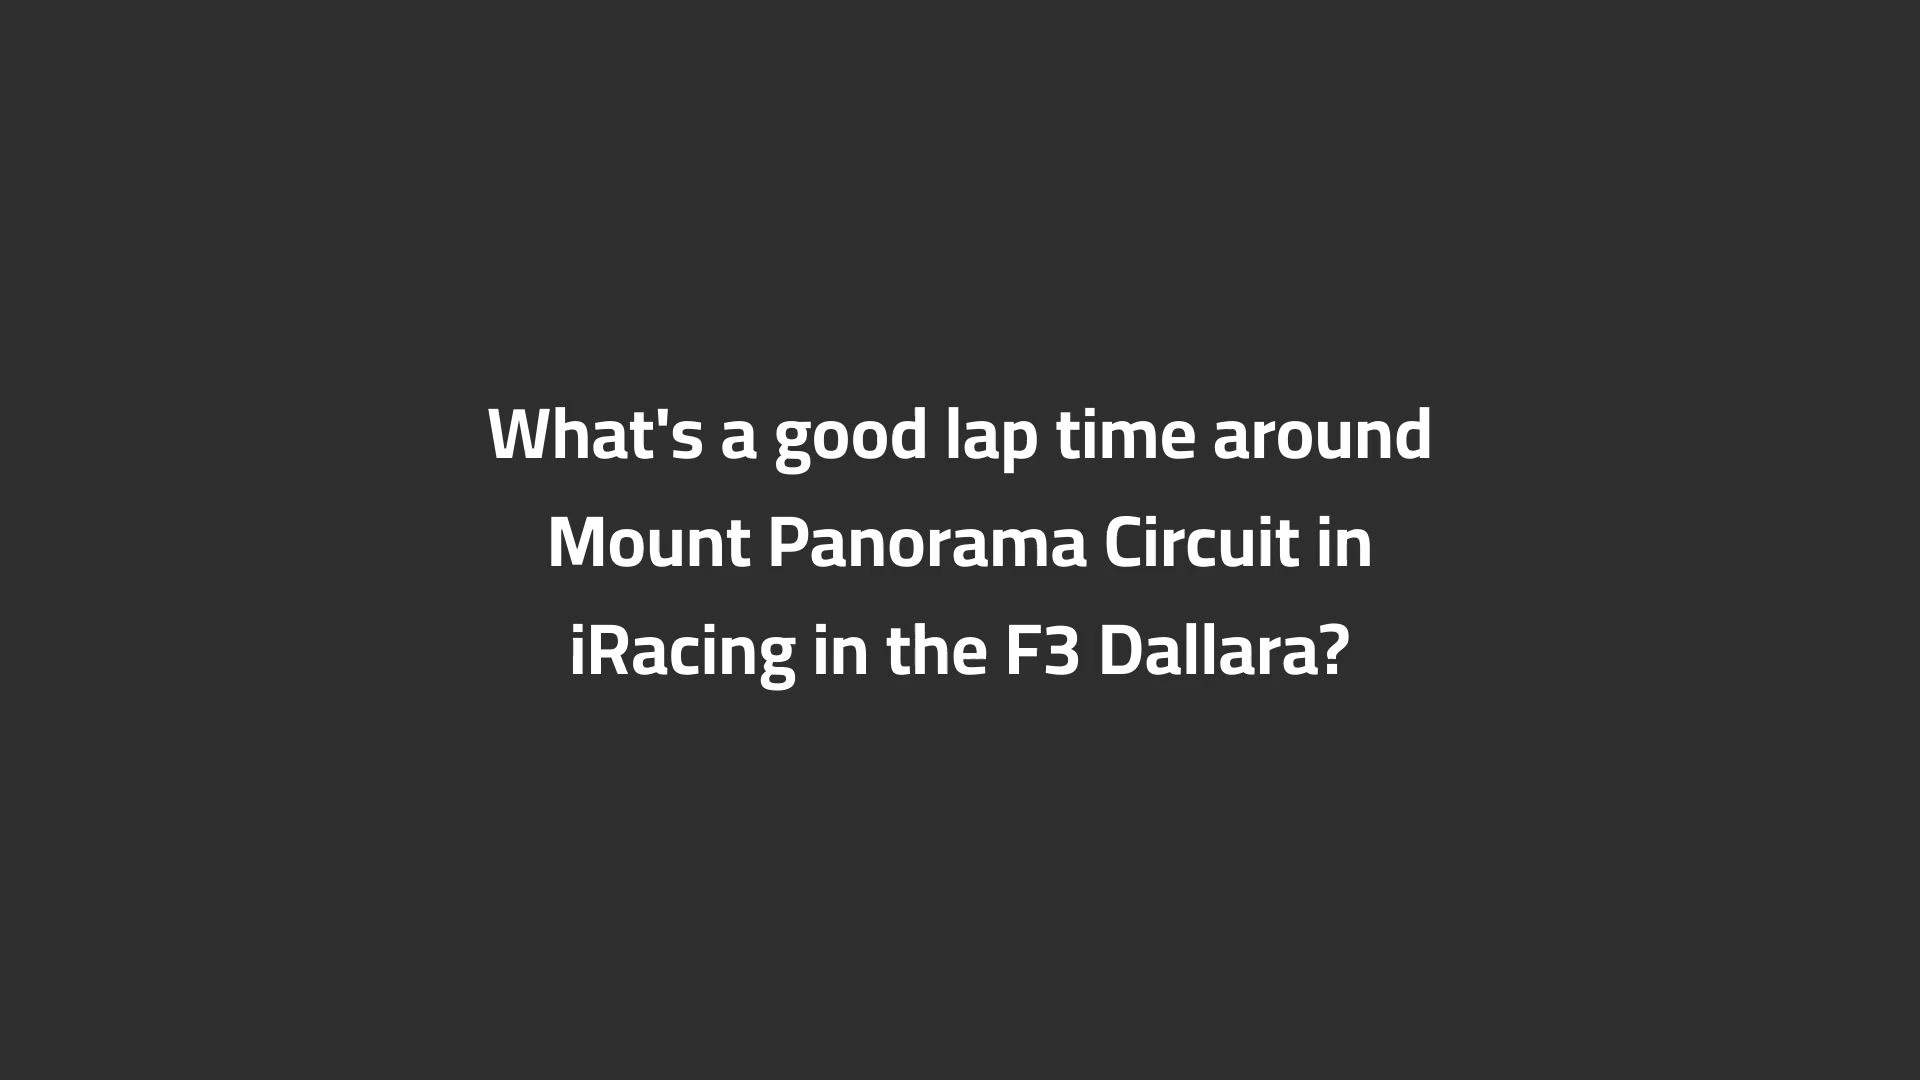 What's a good lap time around
Mount Panorama Circuit in
iRacing in the F3 Dallara?